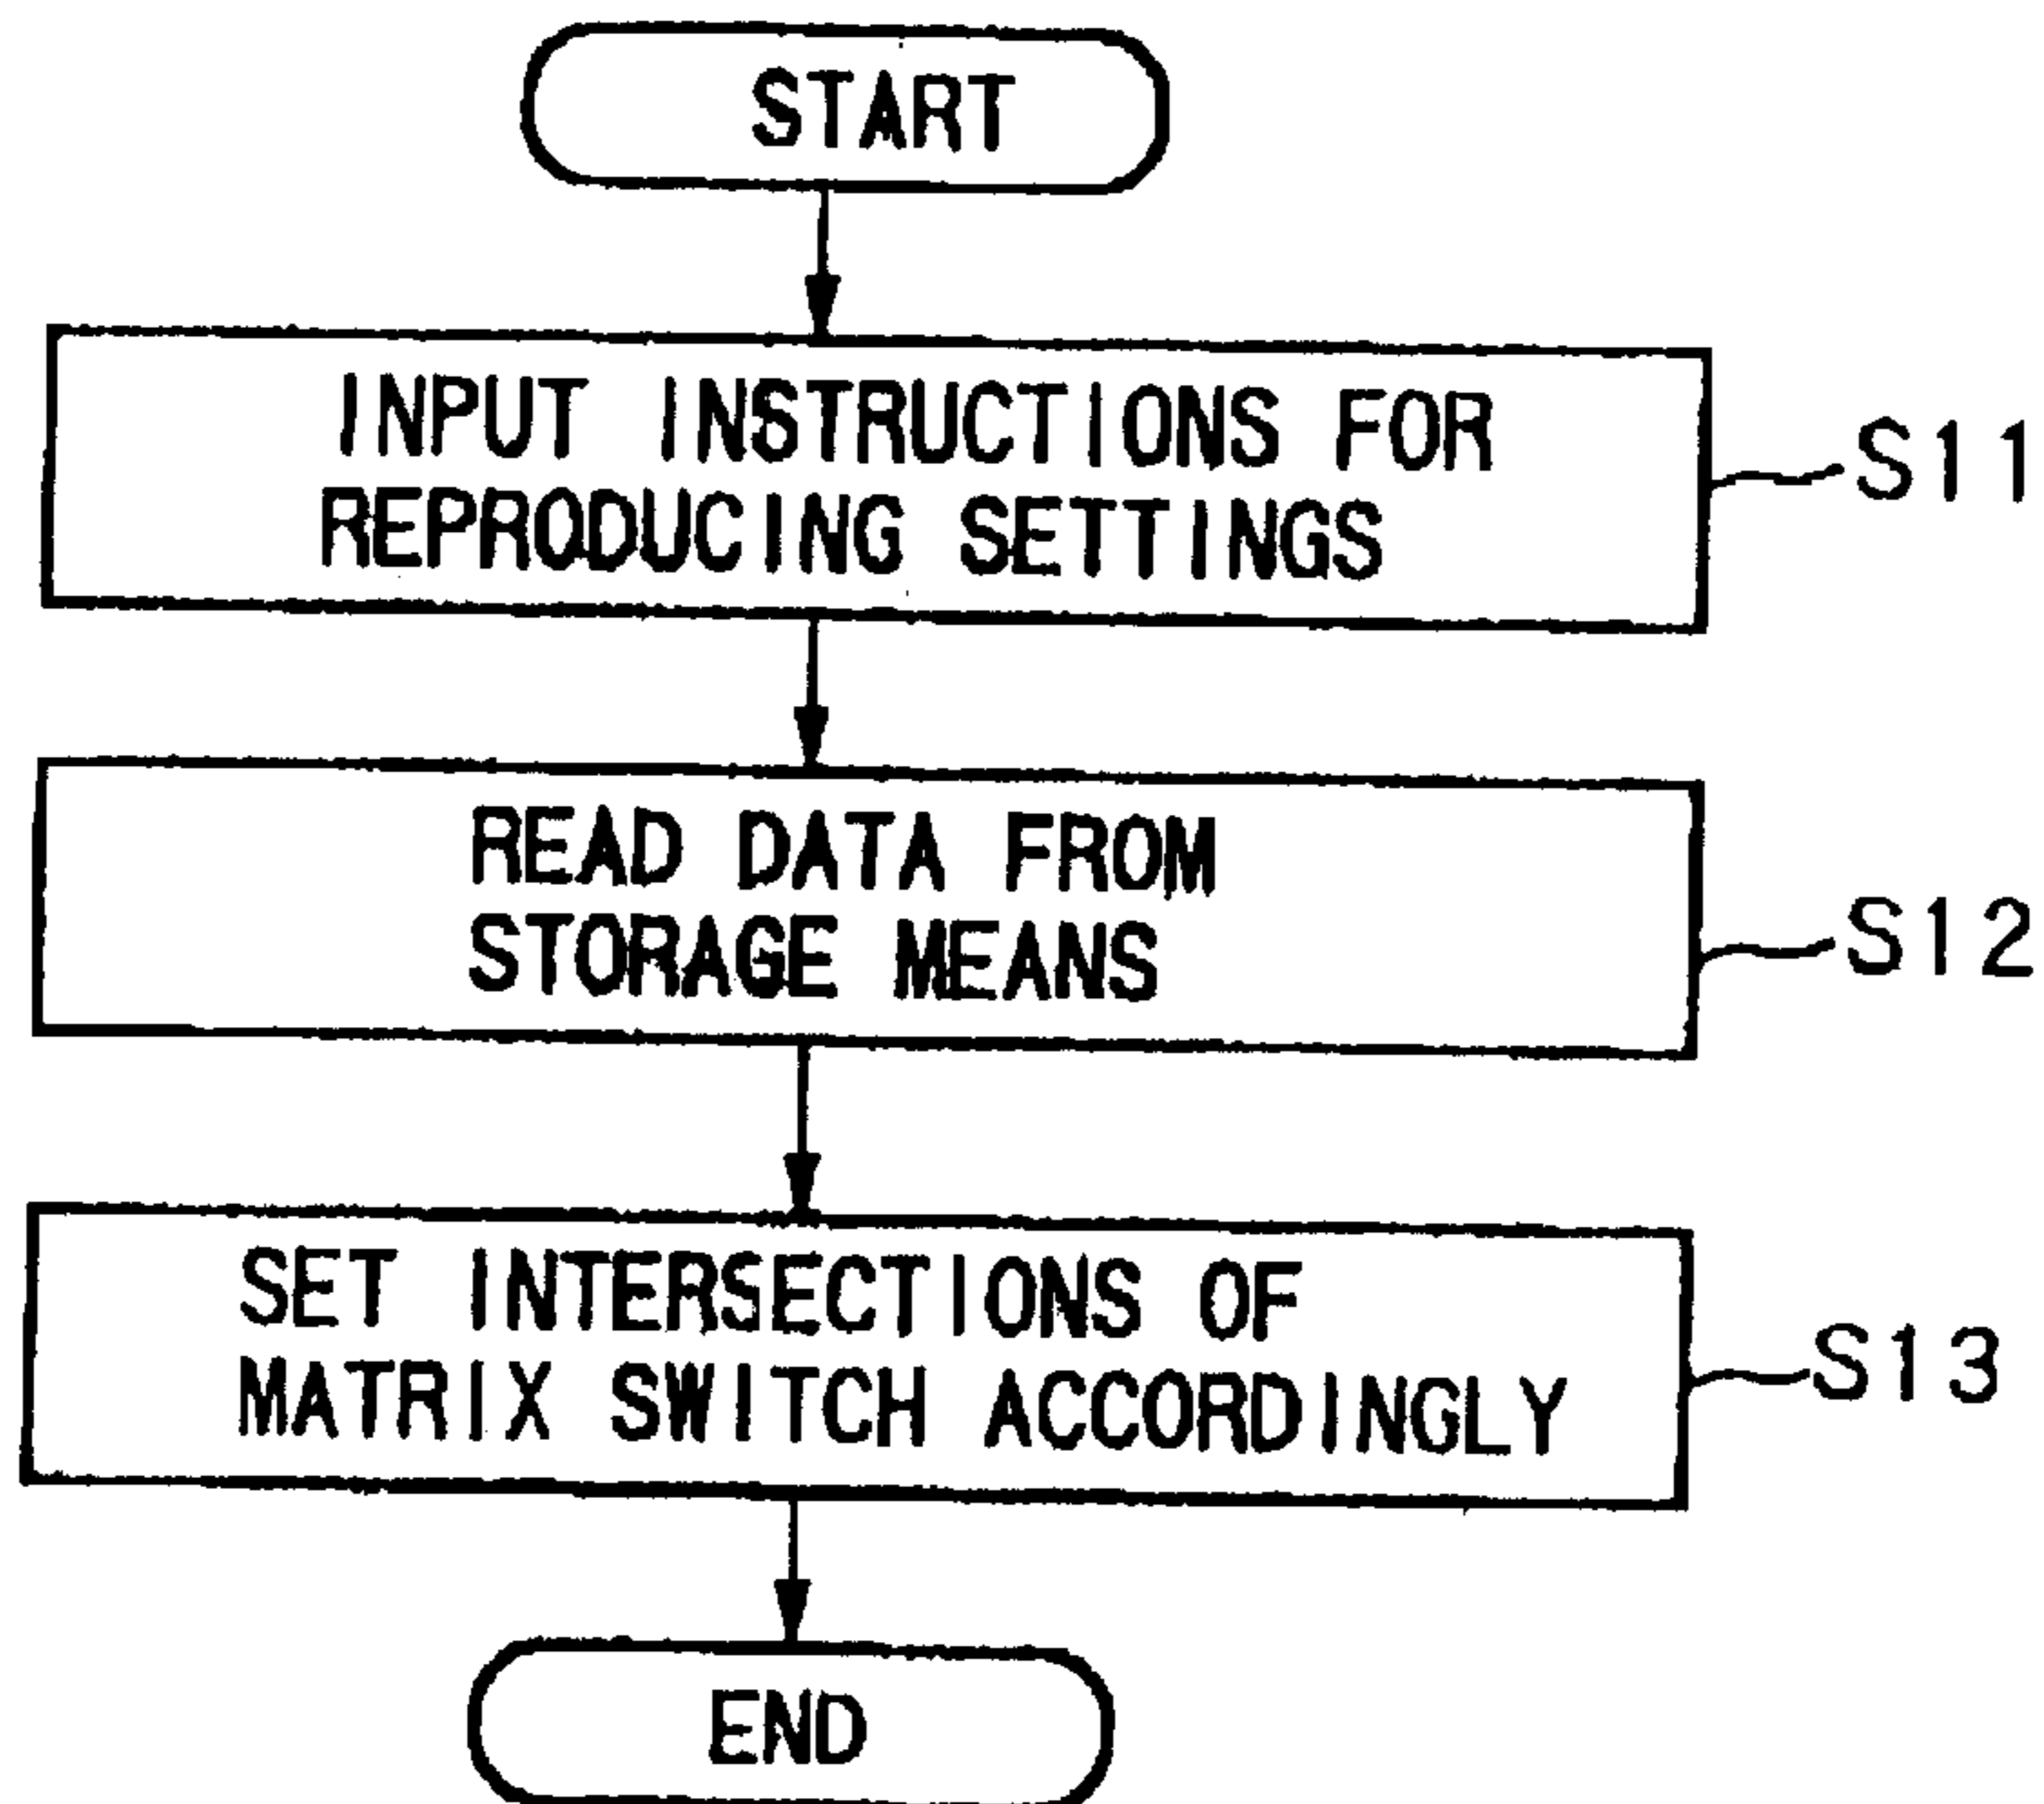 START
INPUT INSTRUCTIONS FOR
REPRODUCING SETTINGS
S11
READ DATA FROM
STORAGE MEANS
S12
SET INTERSECTIONS OF
MATRIX SWITCH ACCORDINGLY
S13
END